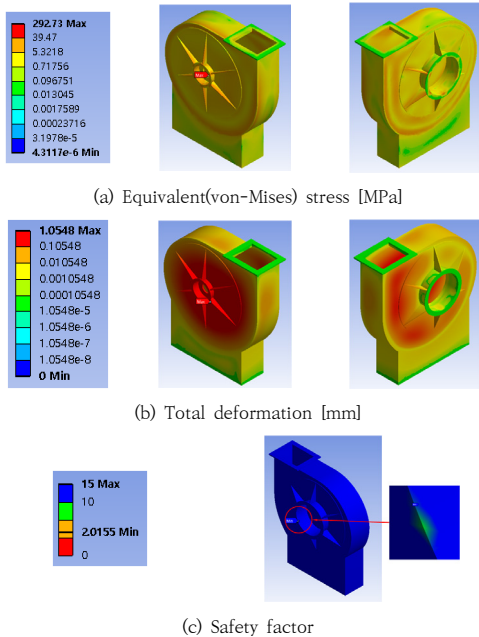 292.73 Max
39.47
5.3218
0.71756
0.096751
0.013045
0.0017589
0.00023716
3.1978e-5
4.3117e-6 Min
Max
(a) Equivalent(von-Mises) stress [MPa]
1.0548 Max
0.10548
0.010548
0.0010548
0.00010548
1.0548e-5
1.0548e-6
1.0548e-7
1.0548e-8
0 Min
Max
(b) Total deformation [mm]
15 Max
10
2.0155 Min
0
Min
(c) Safety factor